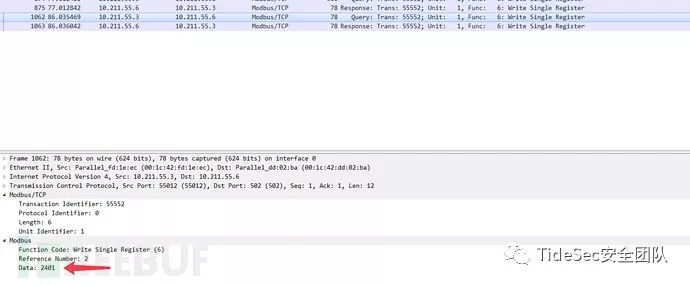 875 77.012842 10.211.55.6 10.211.55.3 Modbus/TCP 78 Response: Trans: 55552; Unit: 1, Func: 6: Write Single Register
1062 86.035469 10.211.55.3 10.211.55.6 Modbus/TCP 78 Query: Trans: 55552; Unit: 1, Func: 6: Write Single Register
1063 86.036042 10.211.55.6 10.211.55.3 Modbus/TCP 78 Response: Trans: 55552; Unit: 1, Func: 6: Write Single Register
Frame 1062: 78 bytes on wire (624 bits), 78 bytes captured (624 bits) on interface 0
Ethernet II, Src: Parallel_fd:1e:ec (00:1c:42:fd:1e:ec), Dst: Parallel_dd:02:ba (00:1c:42:dd:02:ba)
Internet Protocol Version 4, Src: 10.211.55.3, Dst: 10.211.55.6
Transmission Control Protocol, Src Port: 55012 (55012), Dst Port: 502 (502), Seq: 1, Ack: 1, Len: 12
Modbus/TCP
Transaction Identifier: 55552
Protocol Identifier: 0
Length: 6
Unit Identifier: 1
Modbus
Function Code: Write Single Register (6)
Reference Number: 2
Data: 2401
TideSec安全团队